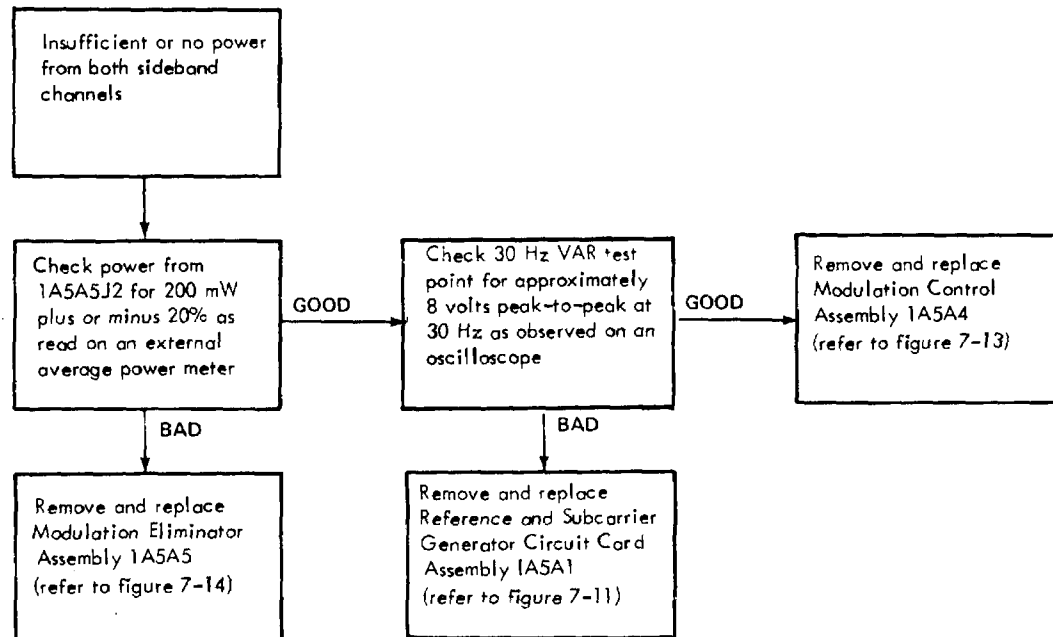 Insufficient or no power
from both sideband
channels
Check power from
1A5A5J2 for 200 mW
plus or minus 20% as
read on an external
average power meter
GOOD
Check 30 Hz VAR test
point for approximately
8 volts peak-to-peak at
30 Hz as observed on an
oscilloscope
GOOD
Remove and replace
Modulation Control
Assembly 1A5A4
(refer to figure 7-13)
BAD
BAD
Remove and replace
Modulation Eliminator
Assembly 1A5A5
(refer to figure 7-14)
Remove and replace
Reference and Subcarrier
Generator Circuit Card
Assembly 1A5A1
(refer to figure 7-11)